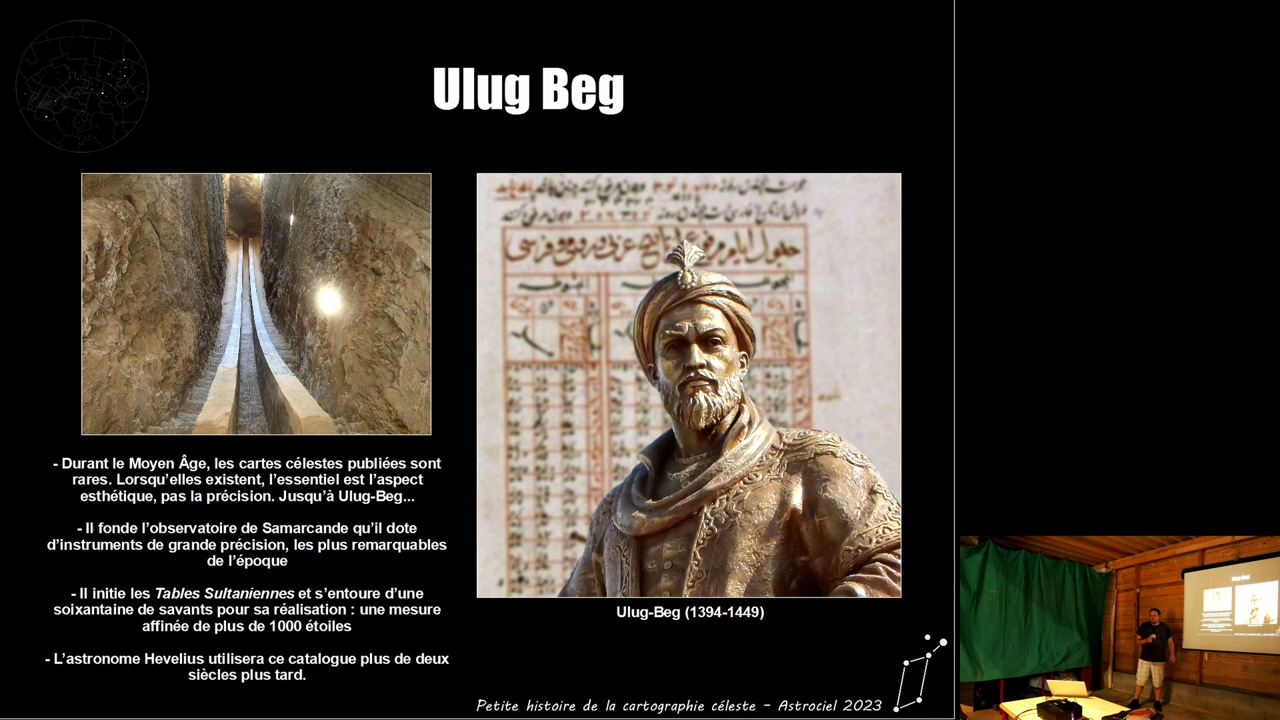 Ulug Beg
- Durant le Moyen Âge, les cartes célestes publiées sont
rares. Lorsqu'elles existent, l'essentiel est l'aspect
esthétique, pas la précision. Jusqu'à Ulug-Beg...
- Il fonde l'observatoire de Samarcande qu'il dote
d'instruments de grande précision, les plus remarquables
de l'époque
- Il initie les Tables Sultaniennes et s'entoure d'une
soixantaine de savants pour sa réalisation : une mesure
affinée de plus de 1000 étoiles
- L'astronome Hevelius utilisera ce catalogue plus de deux
siècles plus tard.
Ulug-Beg (1394-1449)
Petite histoire de la cartographie céleste – Astrociel 2023
Ulug Beg